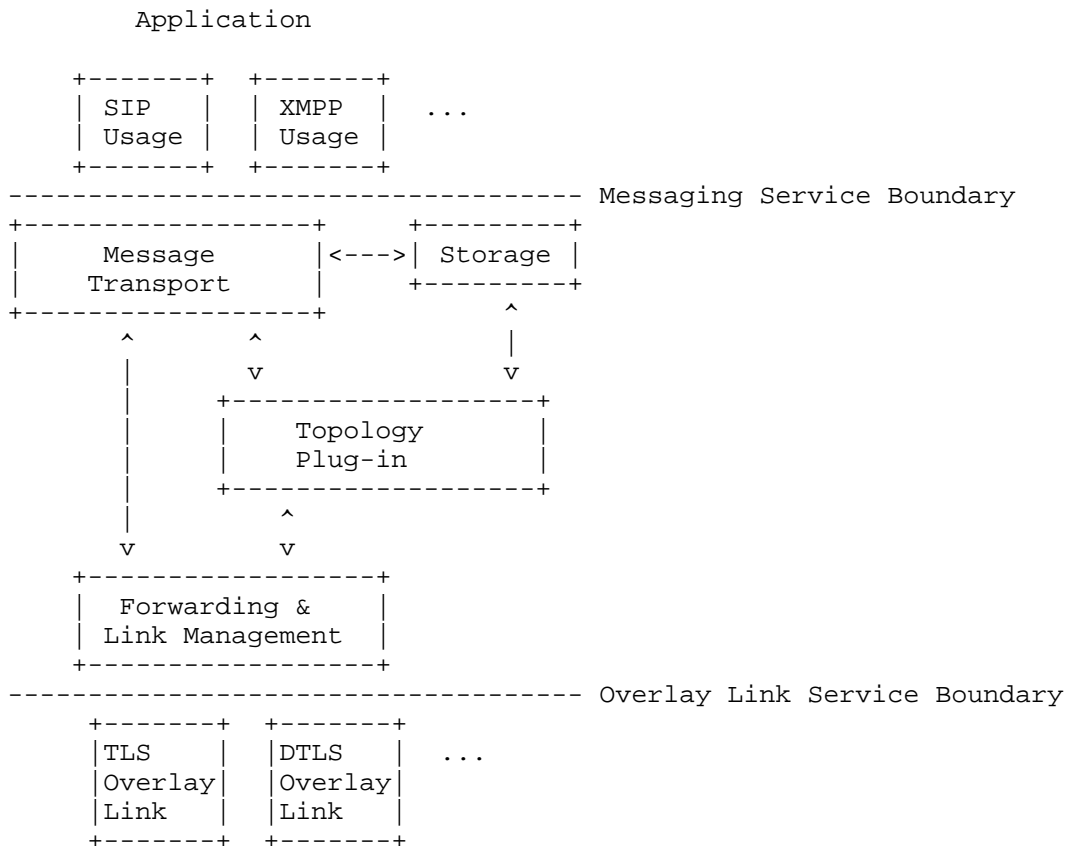 Application
SIP XMPP ...
Usage Usage
Messaging Service Boundary
Message Storage
Transport
Topology
Plug-in
Forwarding &
Link Management
Overlay Link Service Boundary
TLS DTLS ...
Overlay Overlay
Link Link